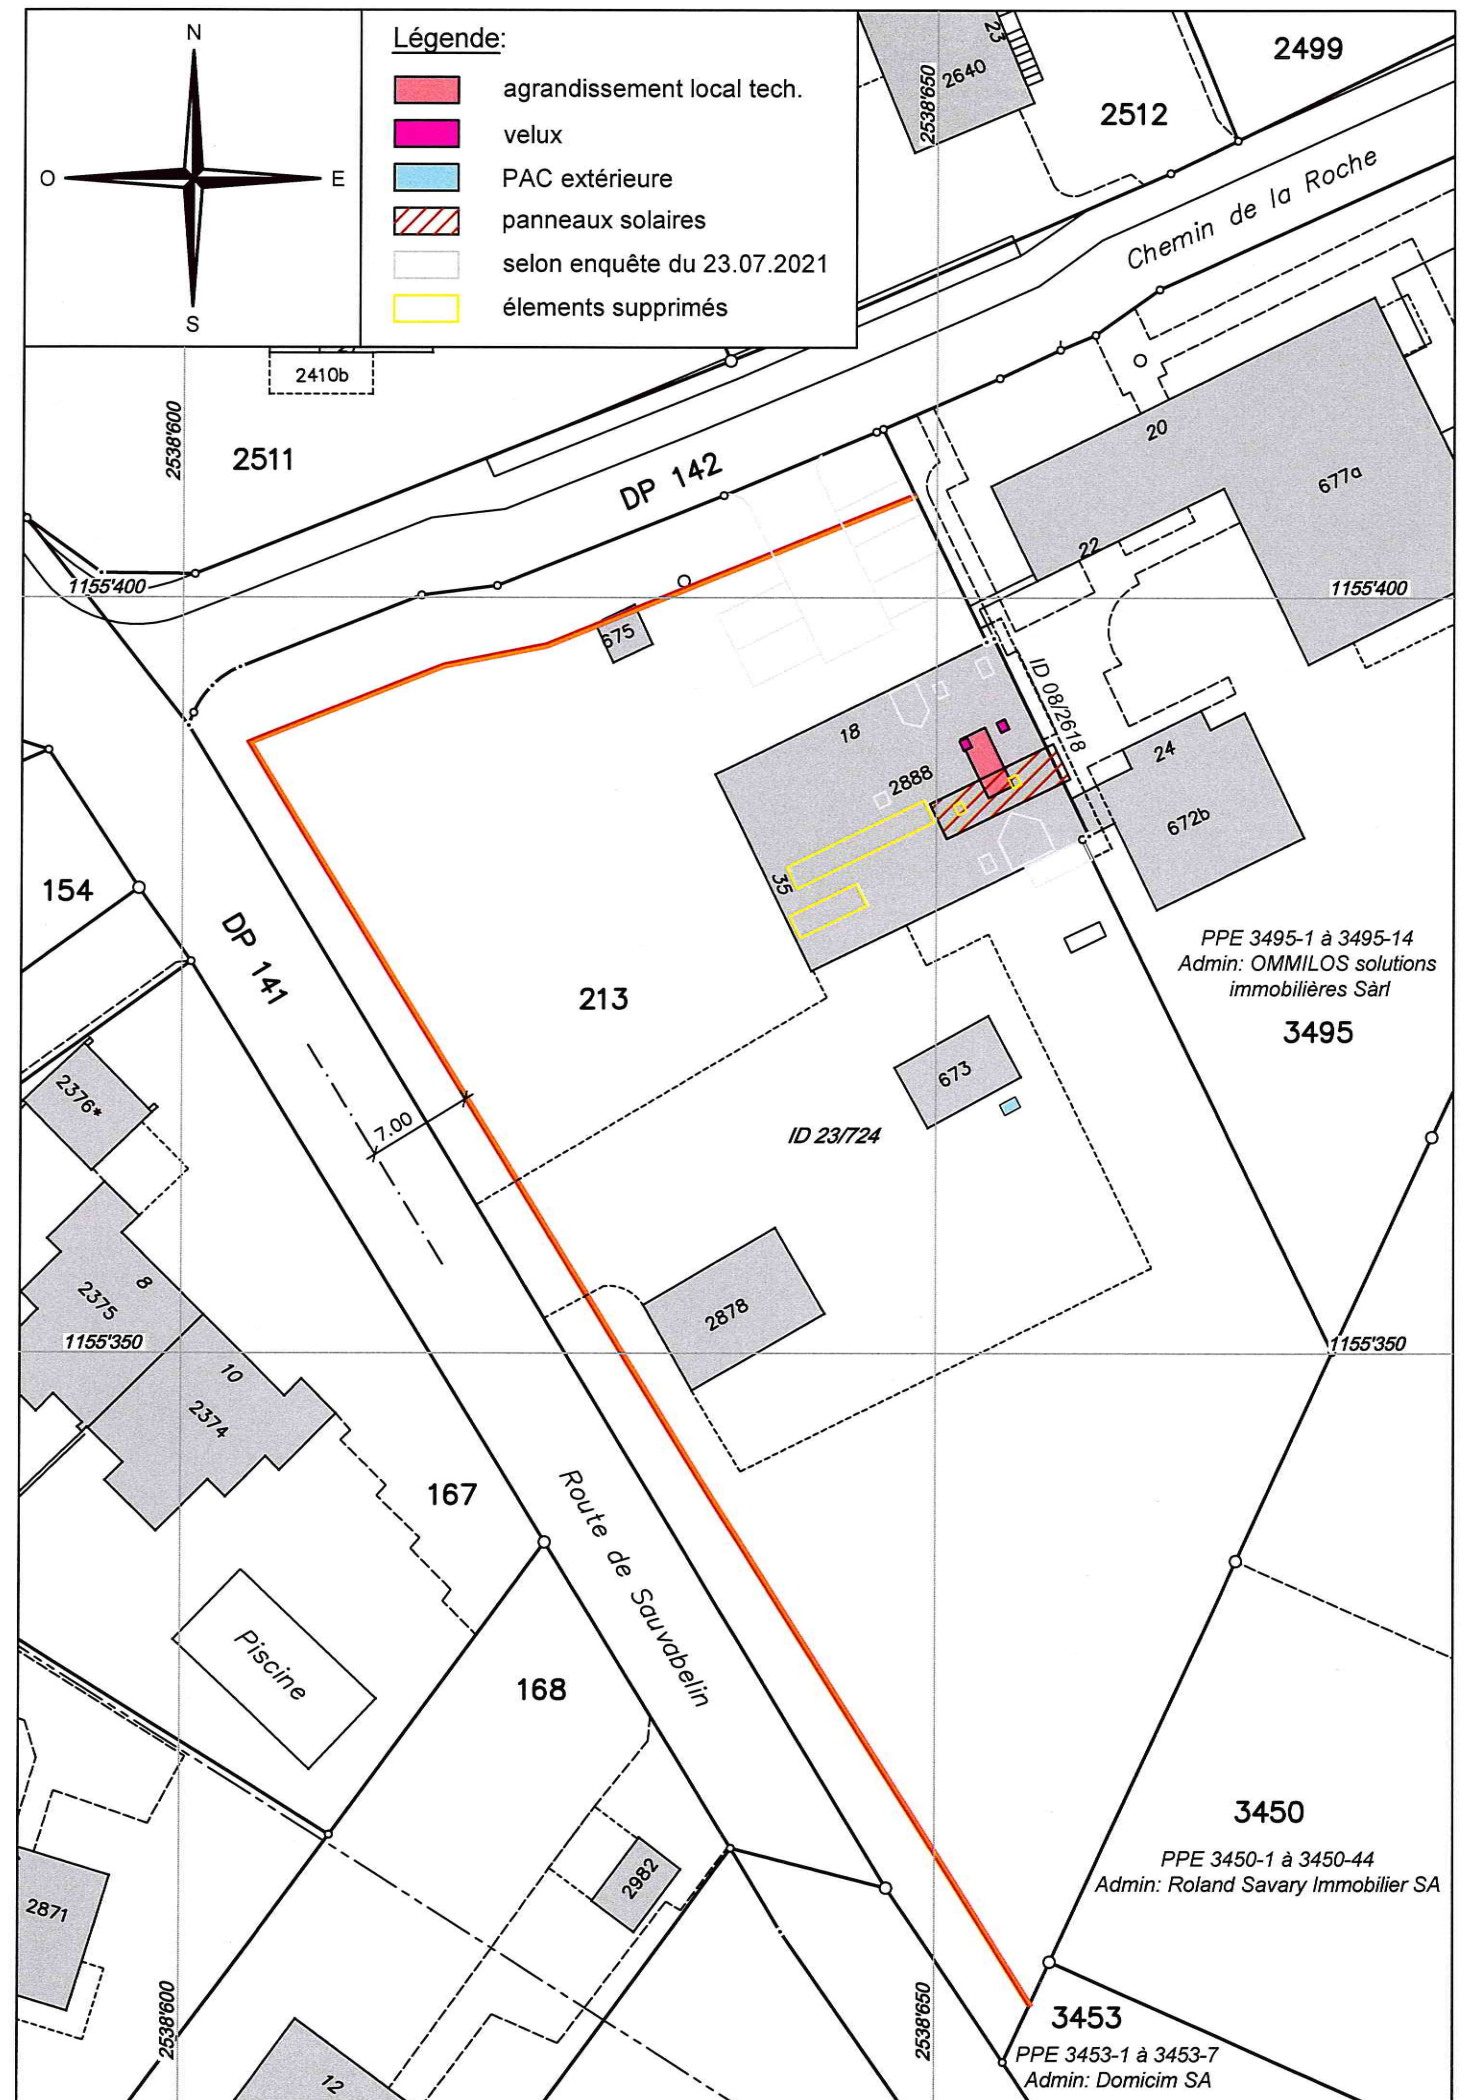 N
O
E
S
Légende:
agrandissement local tech.
velux
PAC extérieure
panneaux solaires
selon enquête du 23.07.2021
élements supprimés
23
2640
2538'650
2499
2512
Chemin de la Roche
2410b
2538'600
2511
DP 142
20
677a
22
1155'400
1155'400
675
ID 08/2618
18
2888
24
672b
35
154
DP 141
213
PPE 3495-1 à 3495-14
Admin: OMMILOS solutions
immobilières Sàrl
3495
2376*
673
7.00
ID 23/724
8
2375
2878
1155'350
1155'350
10
2374
167
Route de Sauvabelin
Piscine
168
3450
PPE 3450-1 à 3450-44
Admin: Roland Savary Immobilier SA
2982
2871
2538'600
2538'650
3453
PPE 3453-1 à 3453-7
Admin: Domicim SA
12